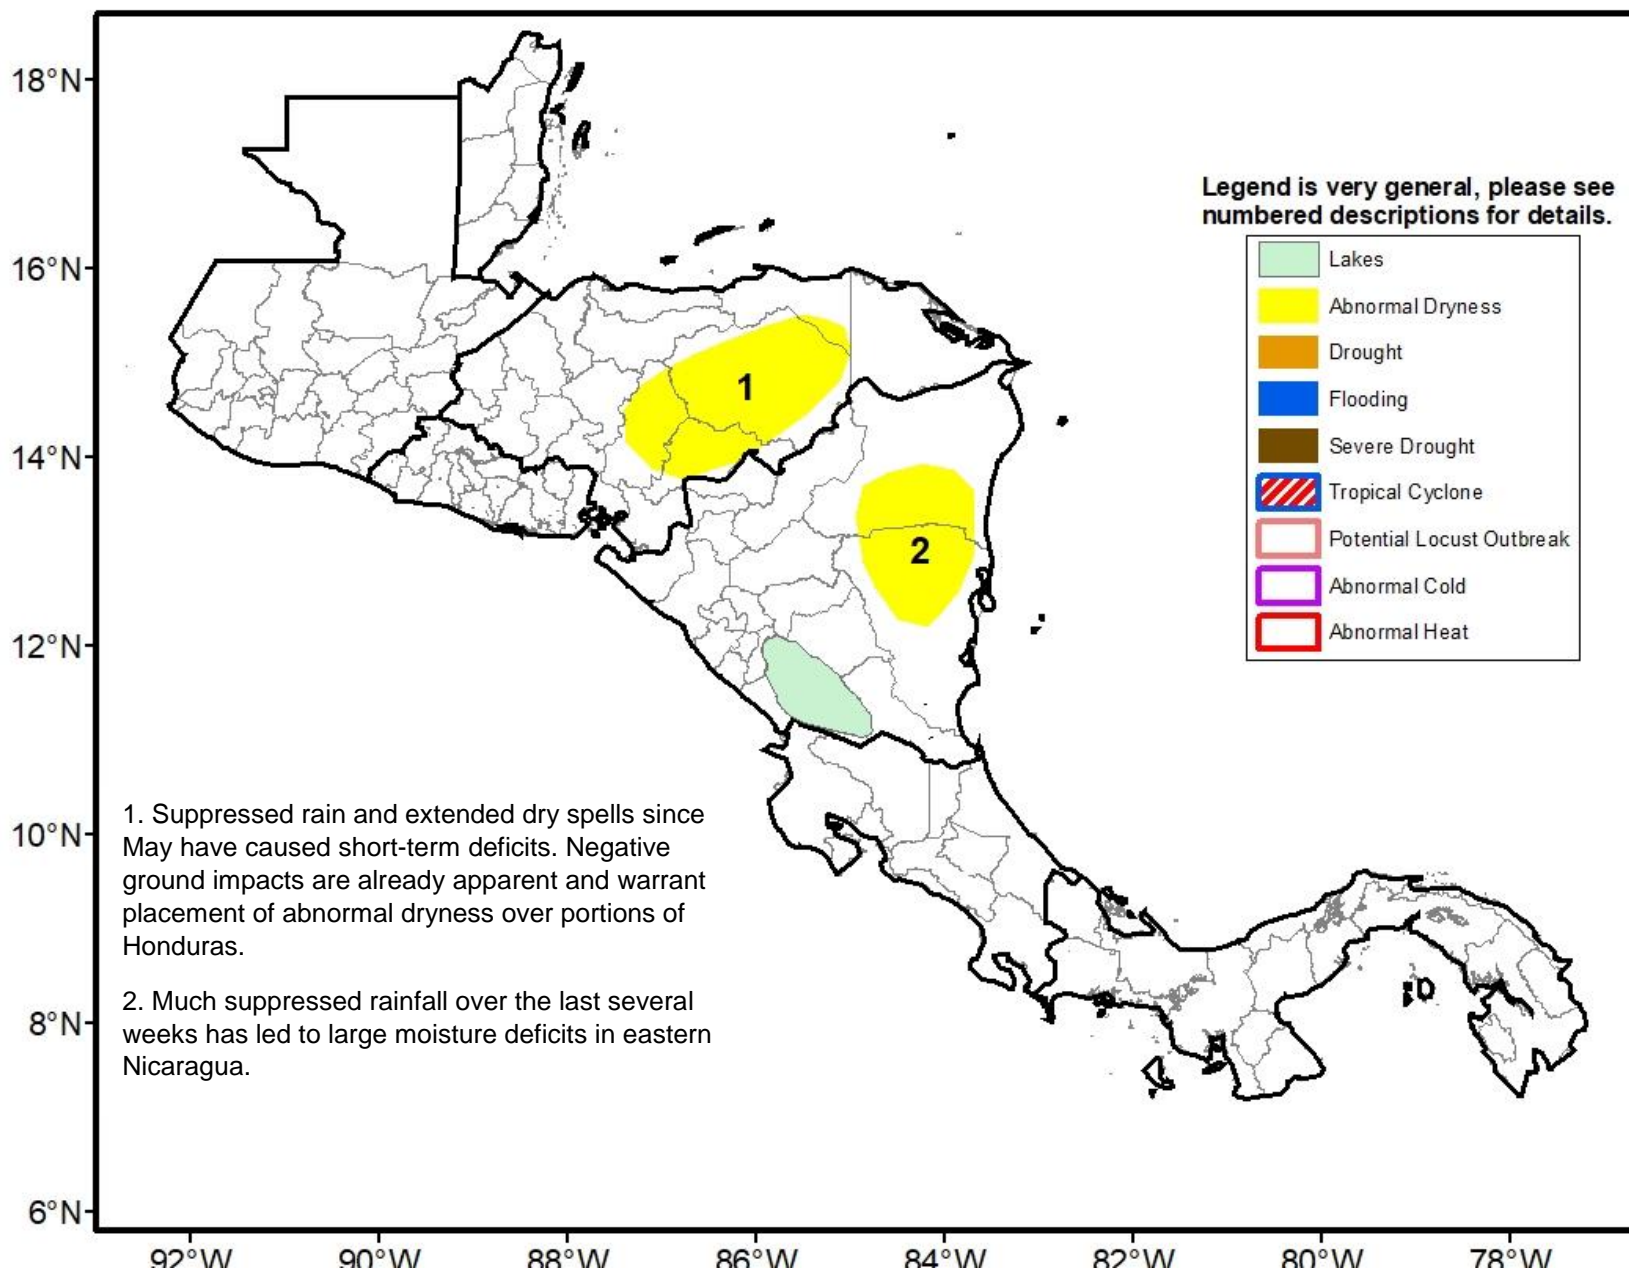 18°N
16°N
14°N
12°N
10°N
8°N
6°N
Legend is very general, please see
numbered descriptions for details.
Lakes
Abnormal Dryness
Drought
Flooding
Severe Drought
Tropical Cyclone
Potential Locust Outbreak
Abnormal Cold
Abnormal Heat
1
2
1. Suppressed rain and extended dry spells since
May have caused short-term deficits. Negative
ground impacts are already apparent and warrant
placement of abnormal dryness over portions of
Honduras.
2. Much suppressed rainfall over the last several
weeks has led to large moisture deficits in eastern
Nicaragua.
92°W 90°W 88°W 86°W 84°W 82°W 80°W 78°W